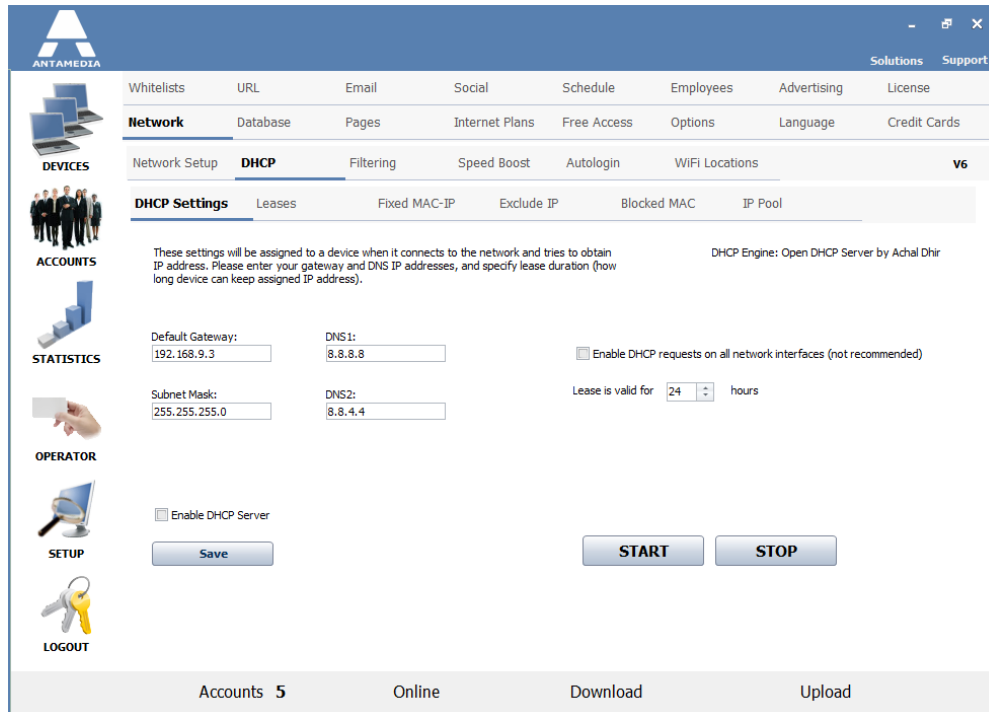 ANTAMEDIA
Solutions Support
Whitelists URL Email Social Schedule Employees Advertising License
Network Database Pages Internet Plans Free Access Options Language Credit Cards
DEVICES
Network Setup DHCP Filtering Speed Boost Autologin WiFi Locations V6
DHCP Settings Leases Fixed MAC-IP Exclude IP Blocked MAC IP Pool
ACCOUNTS
These settings will be assigned to a device when it connects to the network and tries to obtain
IP address. Please enter your gateway and DNS IP addresses, and specify lease duration (how
long device can keep assigned IP address).
DHCP Engine: Open DHCP Server by Achal Dhir
STATISTICS
Default Gateway: DNS1:
192.168.9.3 8.8.8.8
Enable DHCP requests on all network interfaces (not recommended)
Subnet Mask: DNS2:
255.255.255.0 8.8.4.4
Lease is valid for 24 hours
OPERATOR
Enable DHCP Server
SETUP
Save START STOP
LOGOUT
Accounts 5 Online Download Upload